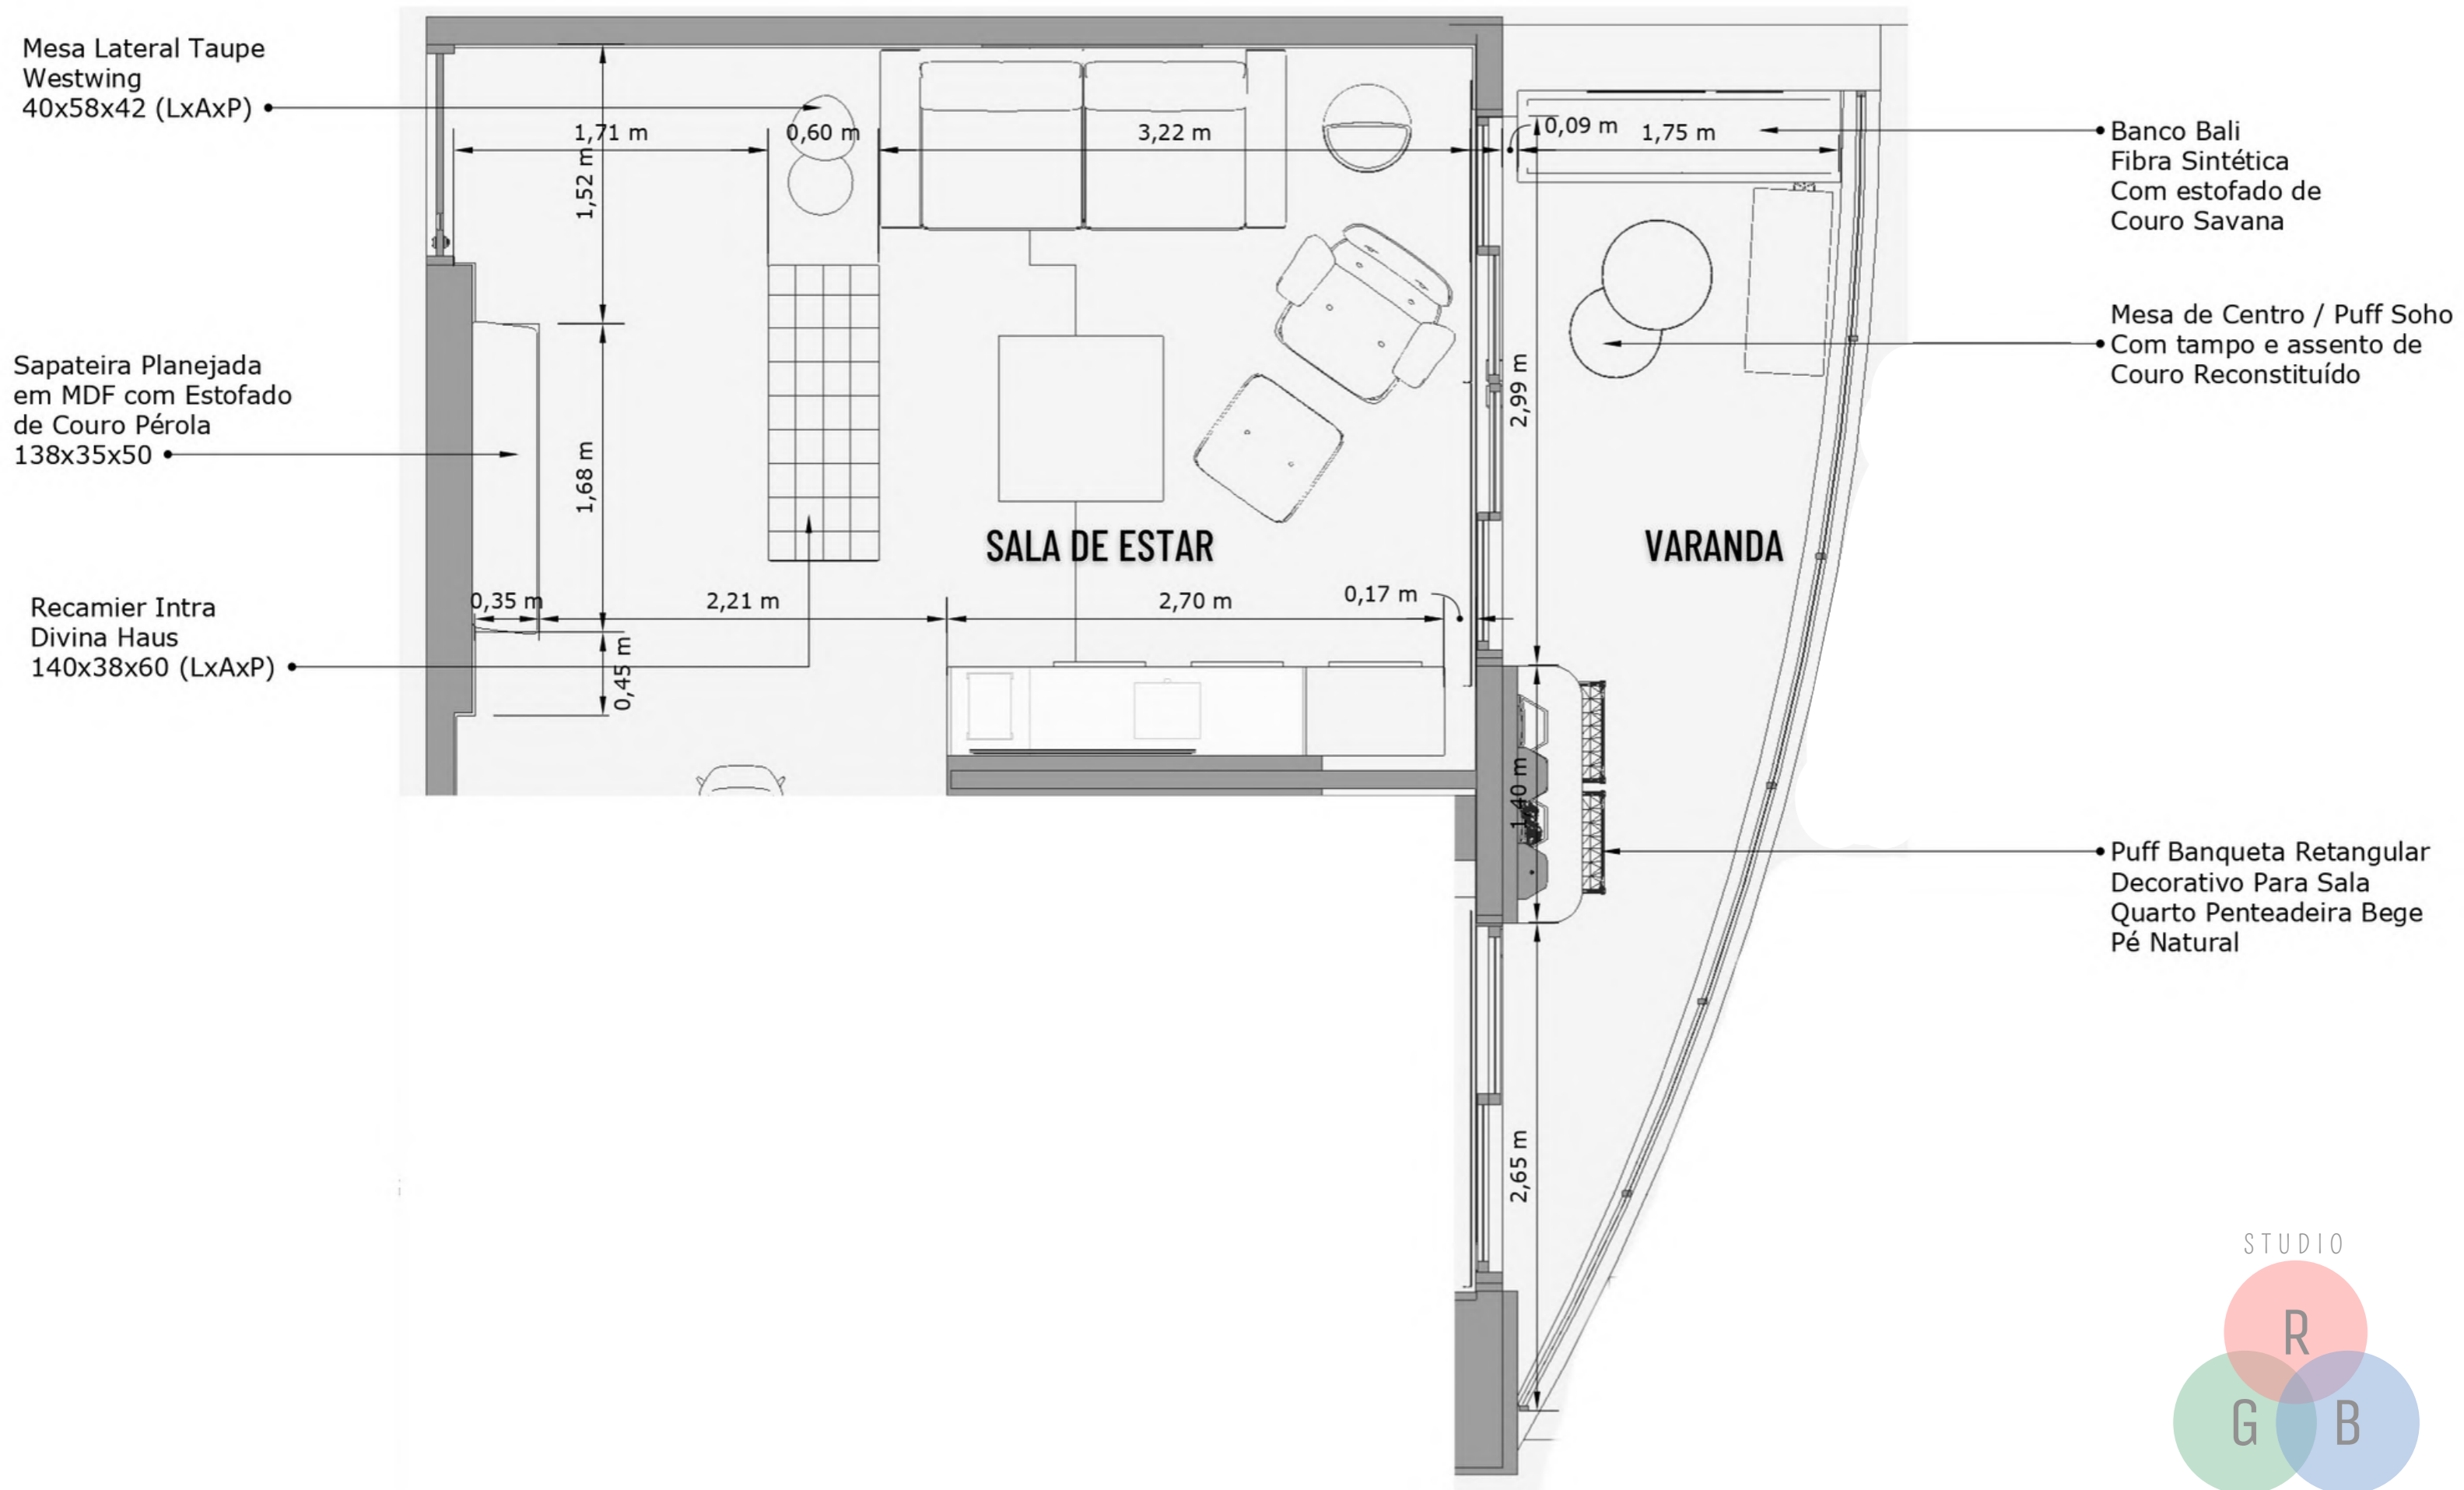 Mesa Lateral Taupe
Westwing
40x58x42 (LxAxP)
Sapateira Planejada
em MDF com Estofado
de Couro Pérola
138x35x50
Recamier Intra
Divina Haus
140x38x60 (LxAxP)
1,71 m
0,60 m
3,22 m
0,09 m
1,75 m
1,52 m
1,68 m
2,99 m
SALA DE ESTAR
VARANDA
0,35 m
2,21 m
2,70 m
0,17 m
0,45 m
1,40 m
2,65 m
Banco Bali
Fibra Sintética
Com estofado de
Couro Savana
Mesa de Centro / Puff Soho
Com tampo e assento de
Couro Reconstituído
Puff Banqueta Retangular
Decorativo Para Sala
Quarto Penteadeira Bege
Pé Natural
STUDIO
R
G B